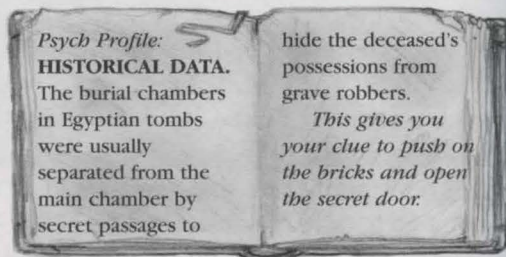 Psych Profile:
HISTORICAL DATA.
The burial chambers
in Egyptian tombs
were usually
separated from the
main chamber by
secret passages to
hide the deceased's
possessions from
grave robbers.
This gives you
your clue to push on
the bricks and open
the secret door.